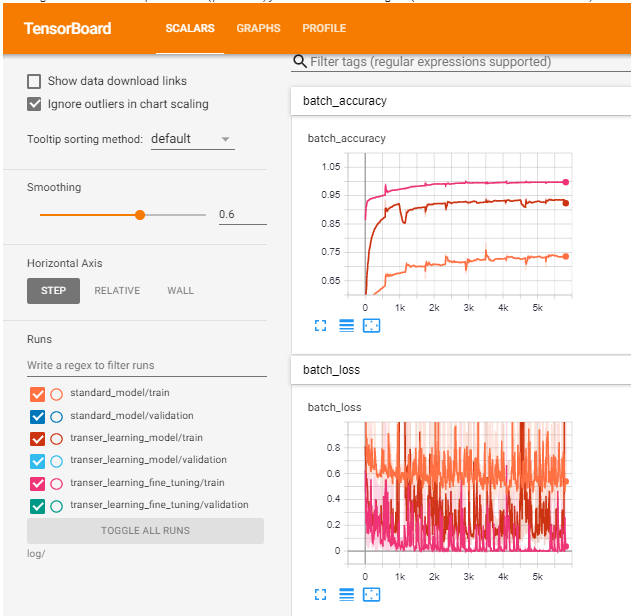 TensorBoard
SCALARS
GRAPHS
PROFILE
Show data download links
Ignore outliers in chart scaling
Tooltip sorting method: default
Smoothing
0.6
Horizontal Axis
STEP
RELATIVE
WALL
Runs
Write a regex to filter runs
standard_model/train
standard_model/validation
transer_learning_model/train
transer_learning_model/validation
transer_learning_fine_tuning/train
transer_learning_fine_tuning/validation
TOGGLE ALL RUNS
log/
Filter tags (regular expressions supported)
batch_accuracy
batch_accuracy
1.05
0.95
0.85
0.75
0.65
0 1k 2k 3k 4k 5k
batch_loss
batch_loss
0.8
0.6
0.4
0.2
0
0 1k 2k 3k 4k 5k